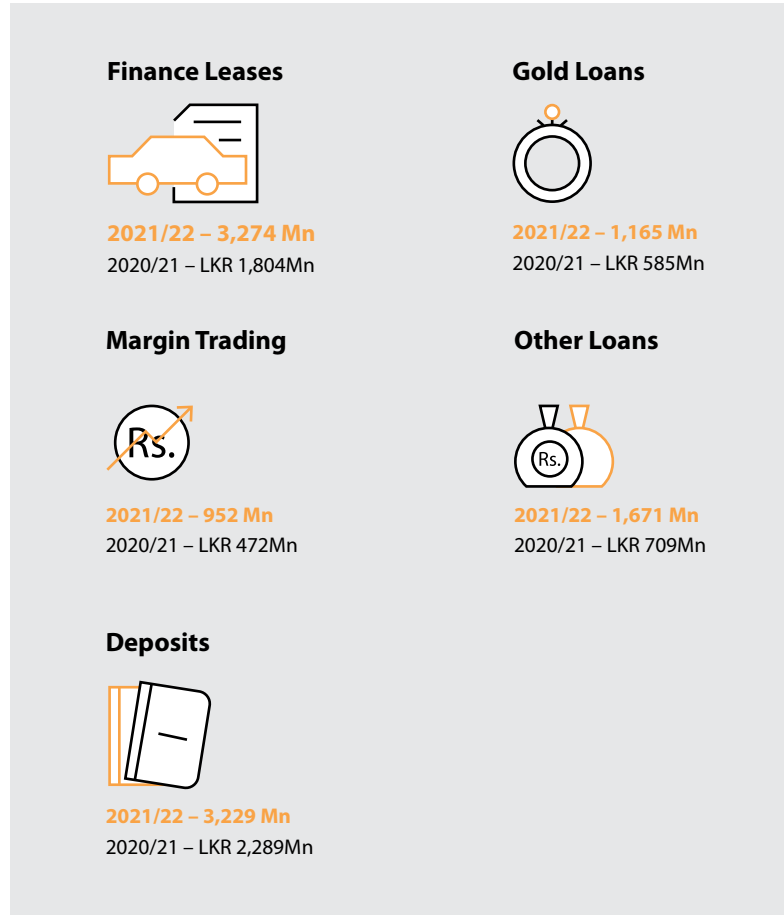 Finance Leases
2021/22 – 3,274 Mn
2020/21 – LKR 1,804Mn
Gold Loans
2021/22 – 1,165 Mn
2020/21 – LKR 585Mn
Margin Trading
Rs.
2021/22 – 952 Mn
2020/21 – LKR 472Mn
Other Loans
Rs.
2021/22 – 1,671 Mn
2020/21 – LKR 709Mn
Deposits
2021/22 – 3,229 Mn
2020/21 – LKR 2,289Mn